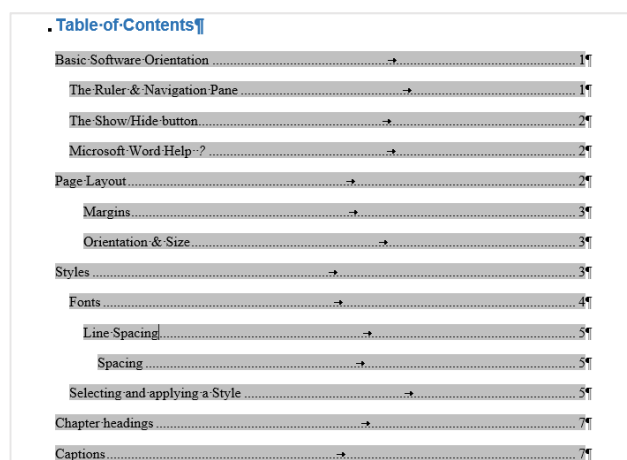 Table of Contents¶
Basic Software Orientation → 1¶
The Ruler & Navigation Pane → 1¶
The Show/Hide button → 2¶
Microsoft Word Help -? → 2¶
Page Layout → 2¶
Margins → 3¶
Orientation & Size → 3¶
Styles → 3¶
Fonts → 4¶
Line Spacing → 5¶
Spacing → 5¶
Selecting and applying a Style → 5¶
Chapter headings → 7¶
Captions → 7¶